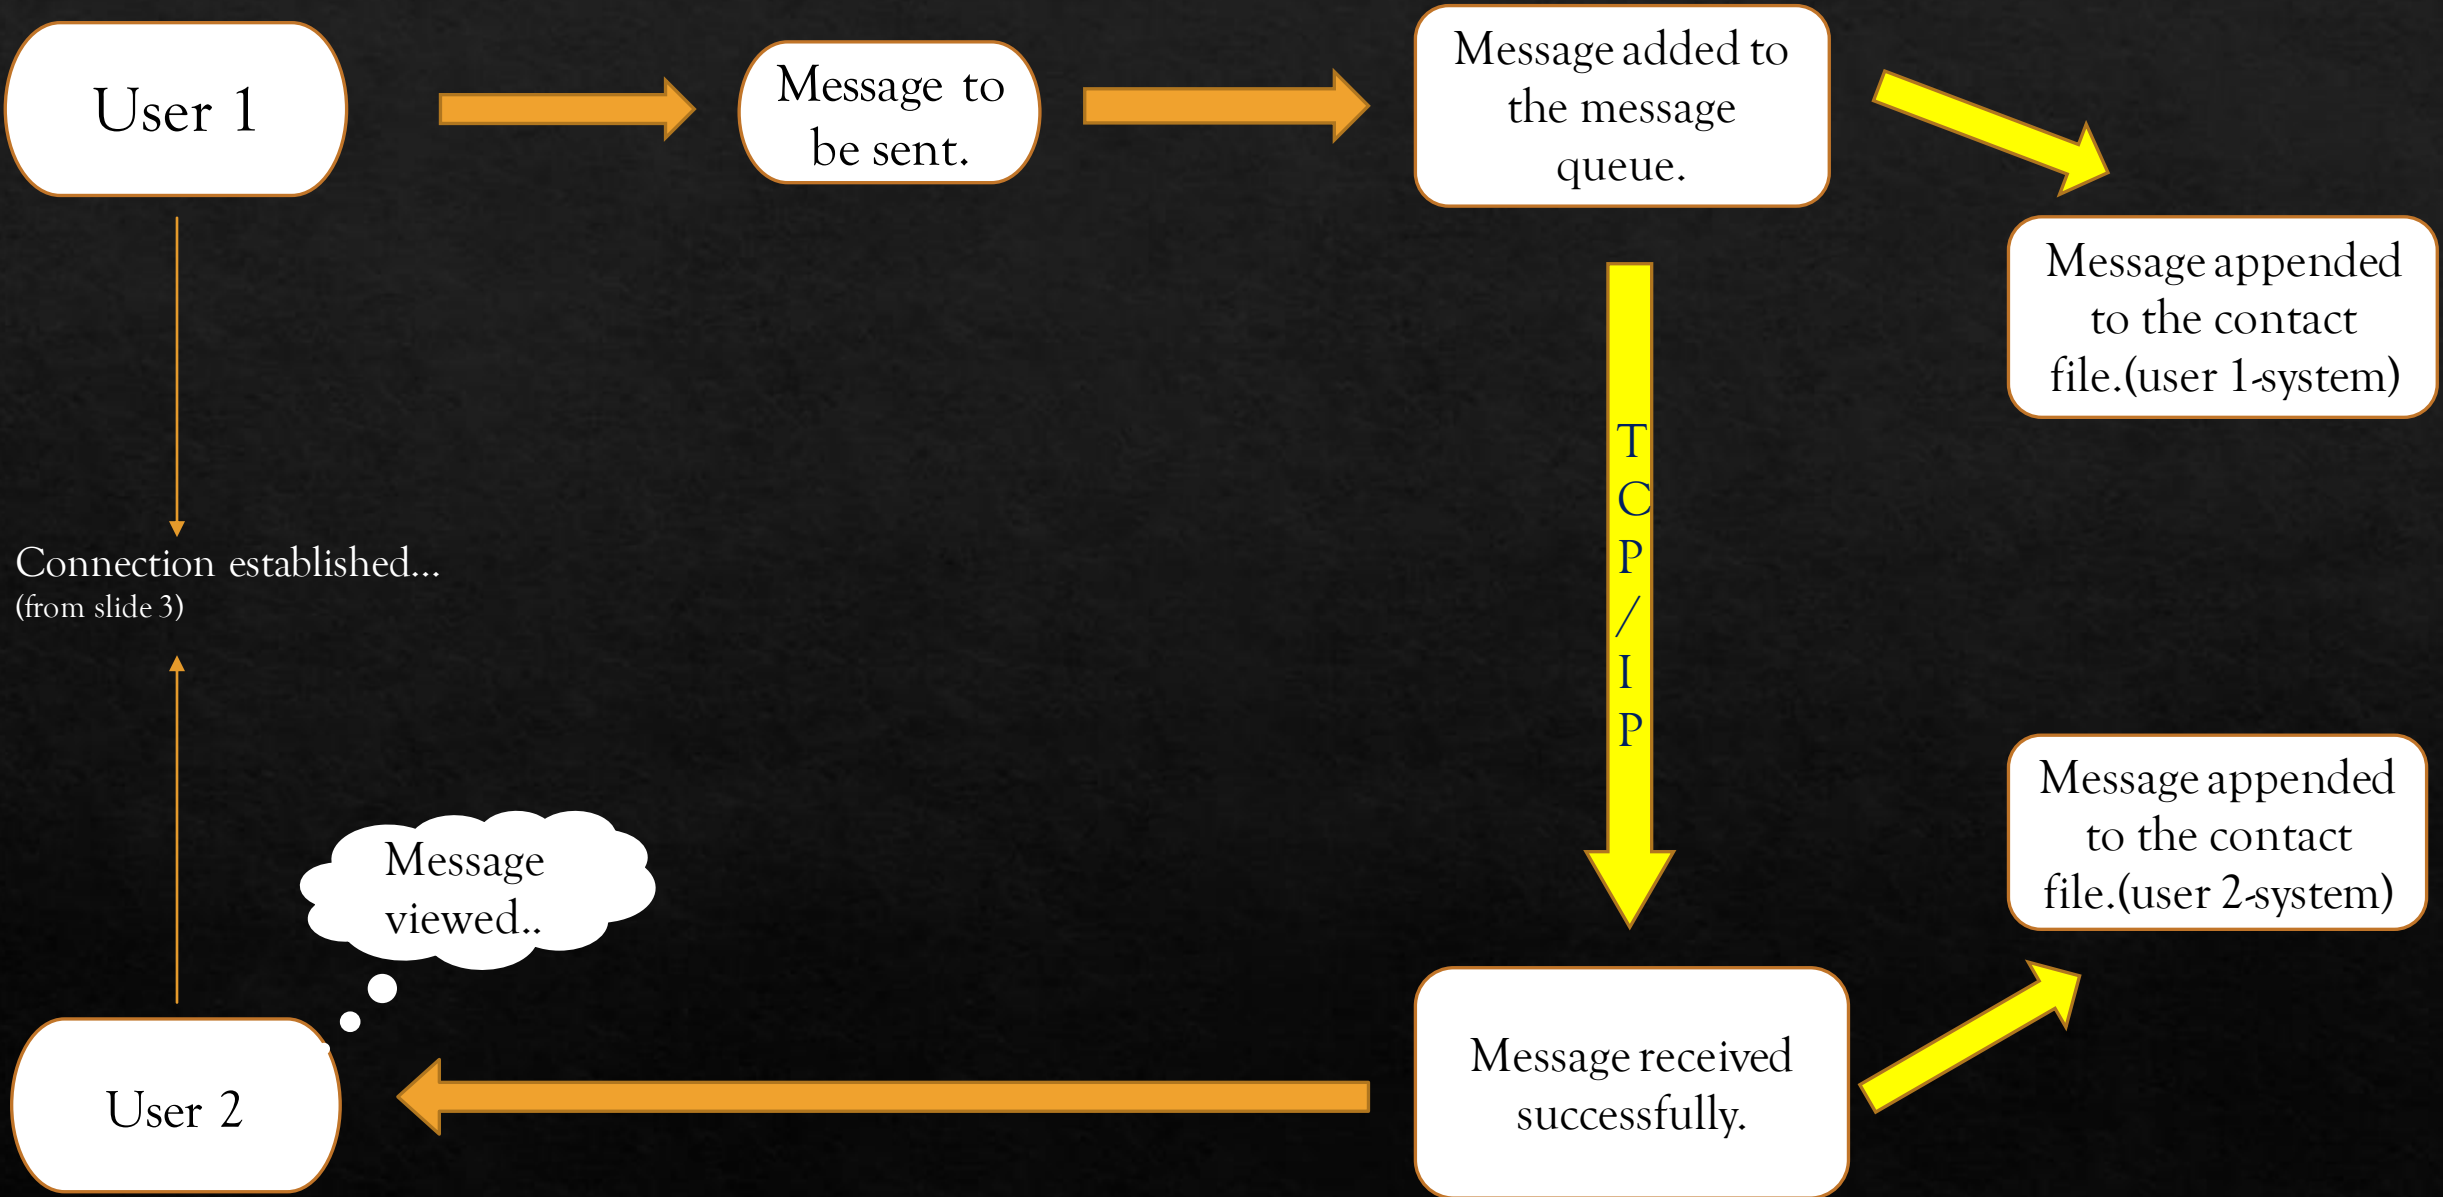 User 1
Message to
be sent.
Message added to
the message
queue.
Message appended
to the contact
file.(user 1-system)
TCP/IP
Connection established...
(from slide 3)
Message
viewed..
Message appended
to the contact
file.(user 2-system)
User 2
Message received
successfully.